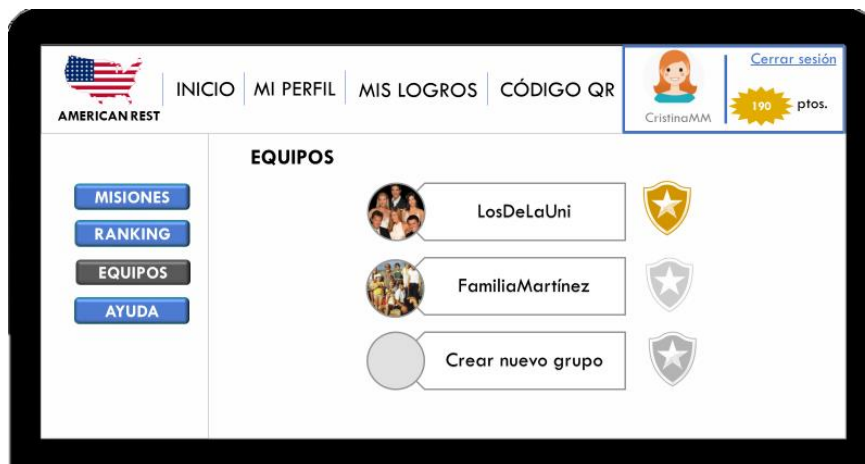 AMERICAN REST
INICIO
MI PERFIL
MIS LOGROS
CÓDIGO QR
CristinaMM
Cerrar sesión
190 ptos.
MISIONES
RANKING
EQUIPOS
AYUDA
EQUIPOS
LosDeLaUni
FamiliaMartínez
Crear nuevo grupo